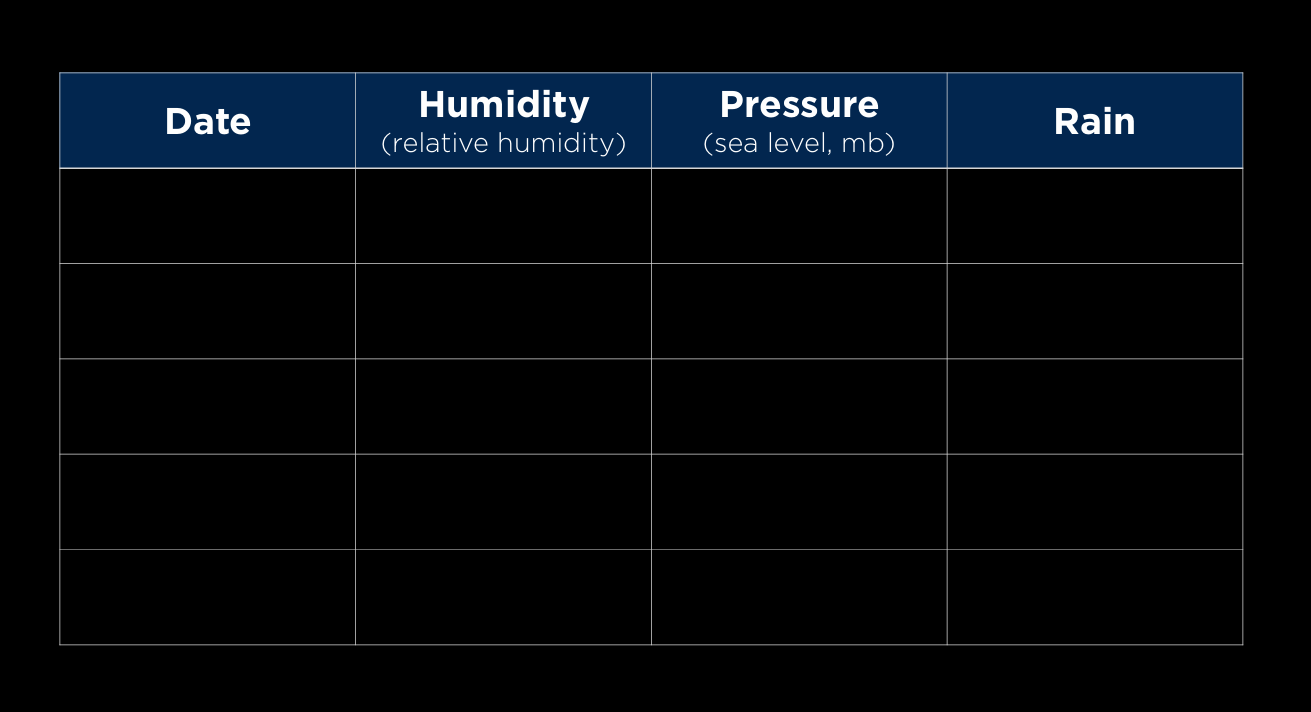 Date
Humidity
(relative humidity)
Pressure
(sea level, mb)
Rain